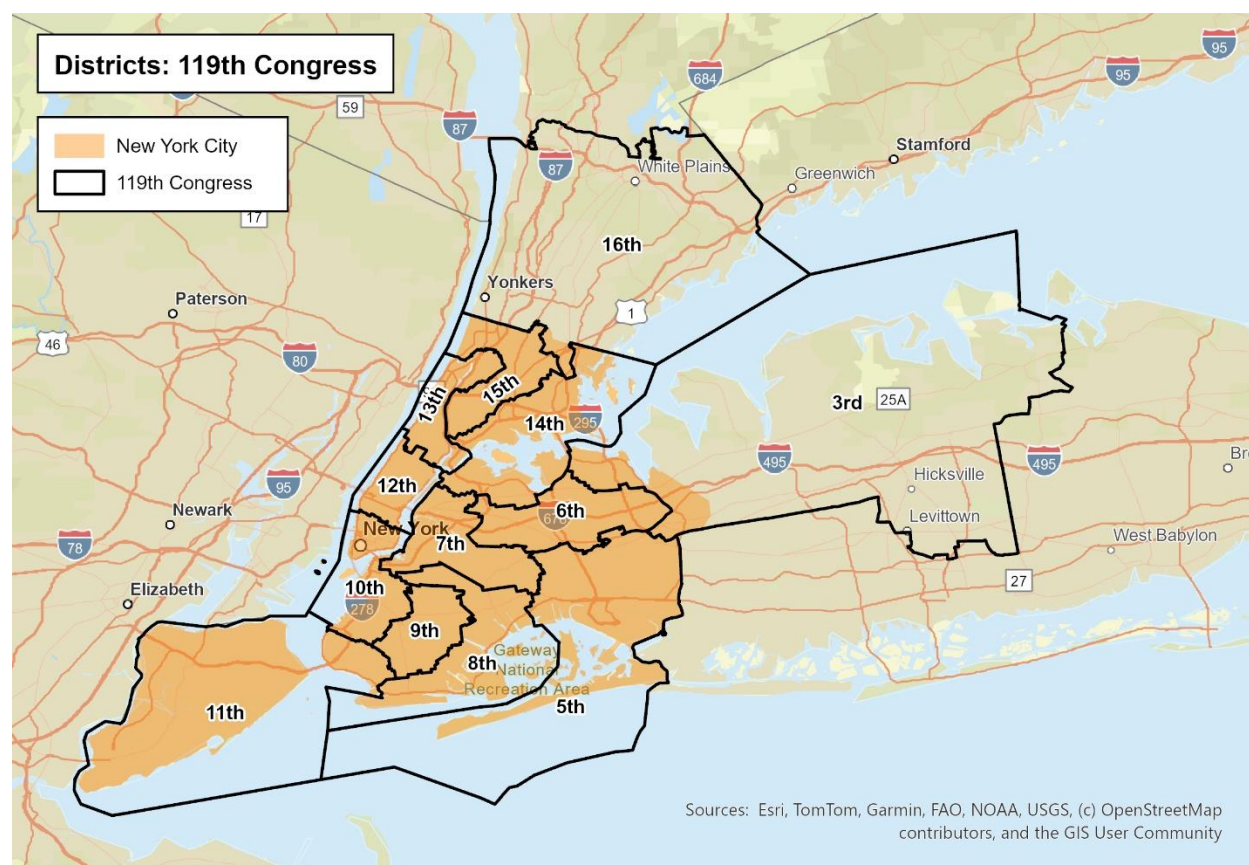 Districts: 119th Congress
New York City
119th Congress
95
95
684
59
87
Stamford
87
White Plains
Greenwich
17
16th
Yonkers
Paterson
1
46
80
15th
13th
3rd
25A
14th
295
495
495
12th
95
Hicksville
Newark
6th
678
New York
Levittown
78
7th
West Babylon
27
Elizabeth
10th
278
9th
Gateway
8th
National
Recreation Area
5th
11th
Sources: Esri, TomTom, Garmin, FAO, NOAA, USGS, (c) OpenStreetMap
contributors, and the GIS User Community